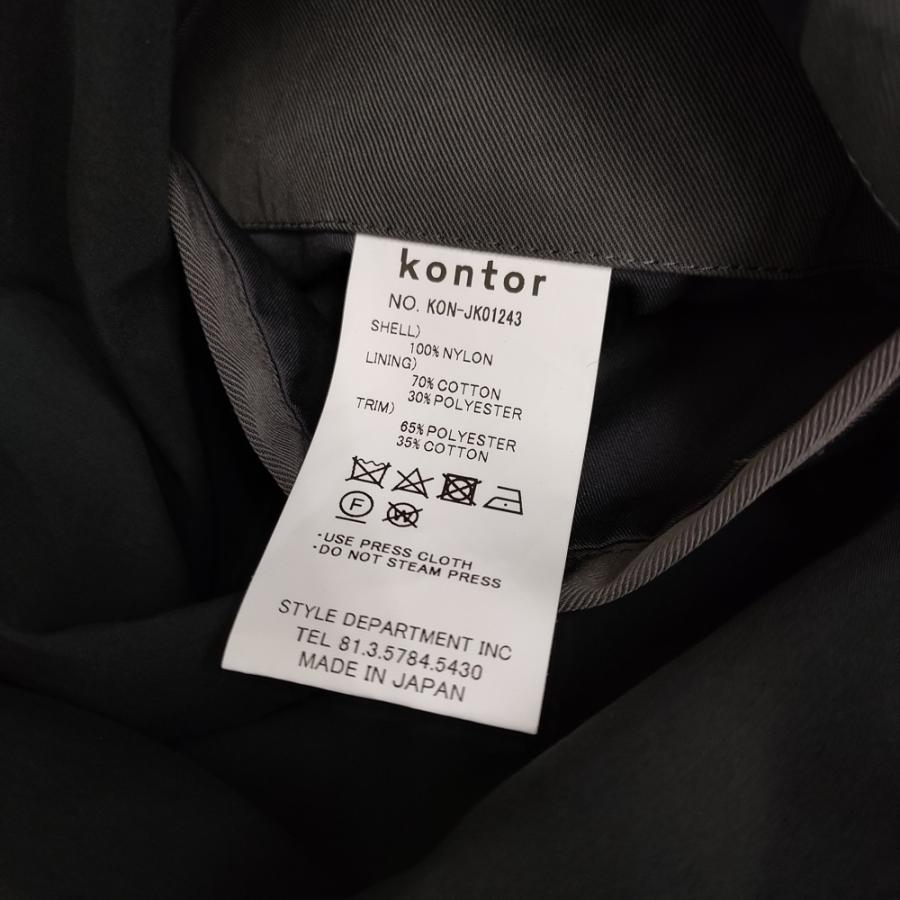 kontor
NO. KON-JK01243
SHELL)
100% NYLON
LINING)
70% COTTON
30% POLYESTER
TRIM)
65% POLYESTER
35% COTTON
F W
·USE PRESS CLOTH
·DO NOT STEAM PRESS
STYLE DEPARTMENT INC
TEL 81.3.5784.5430
MADE IN JAPAN